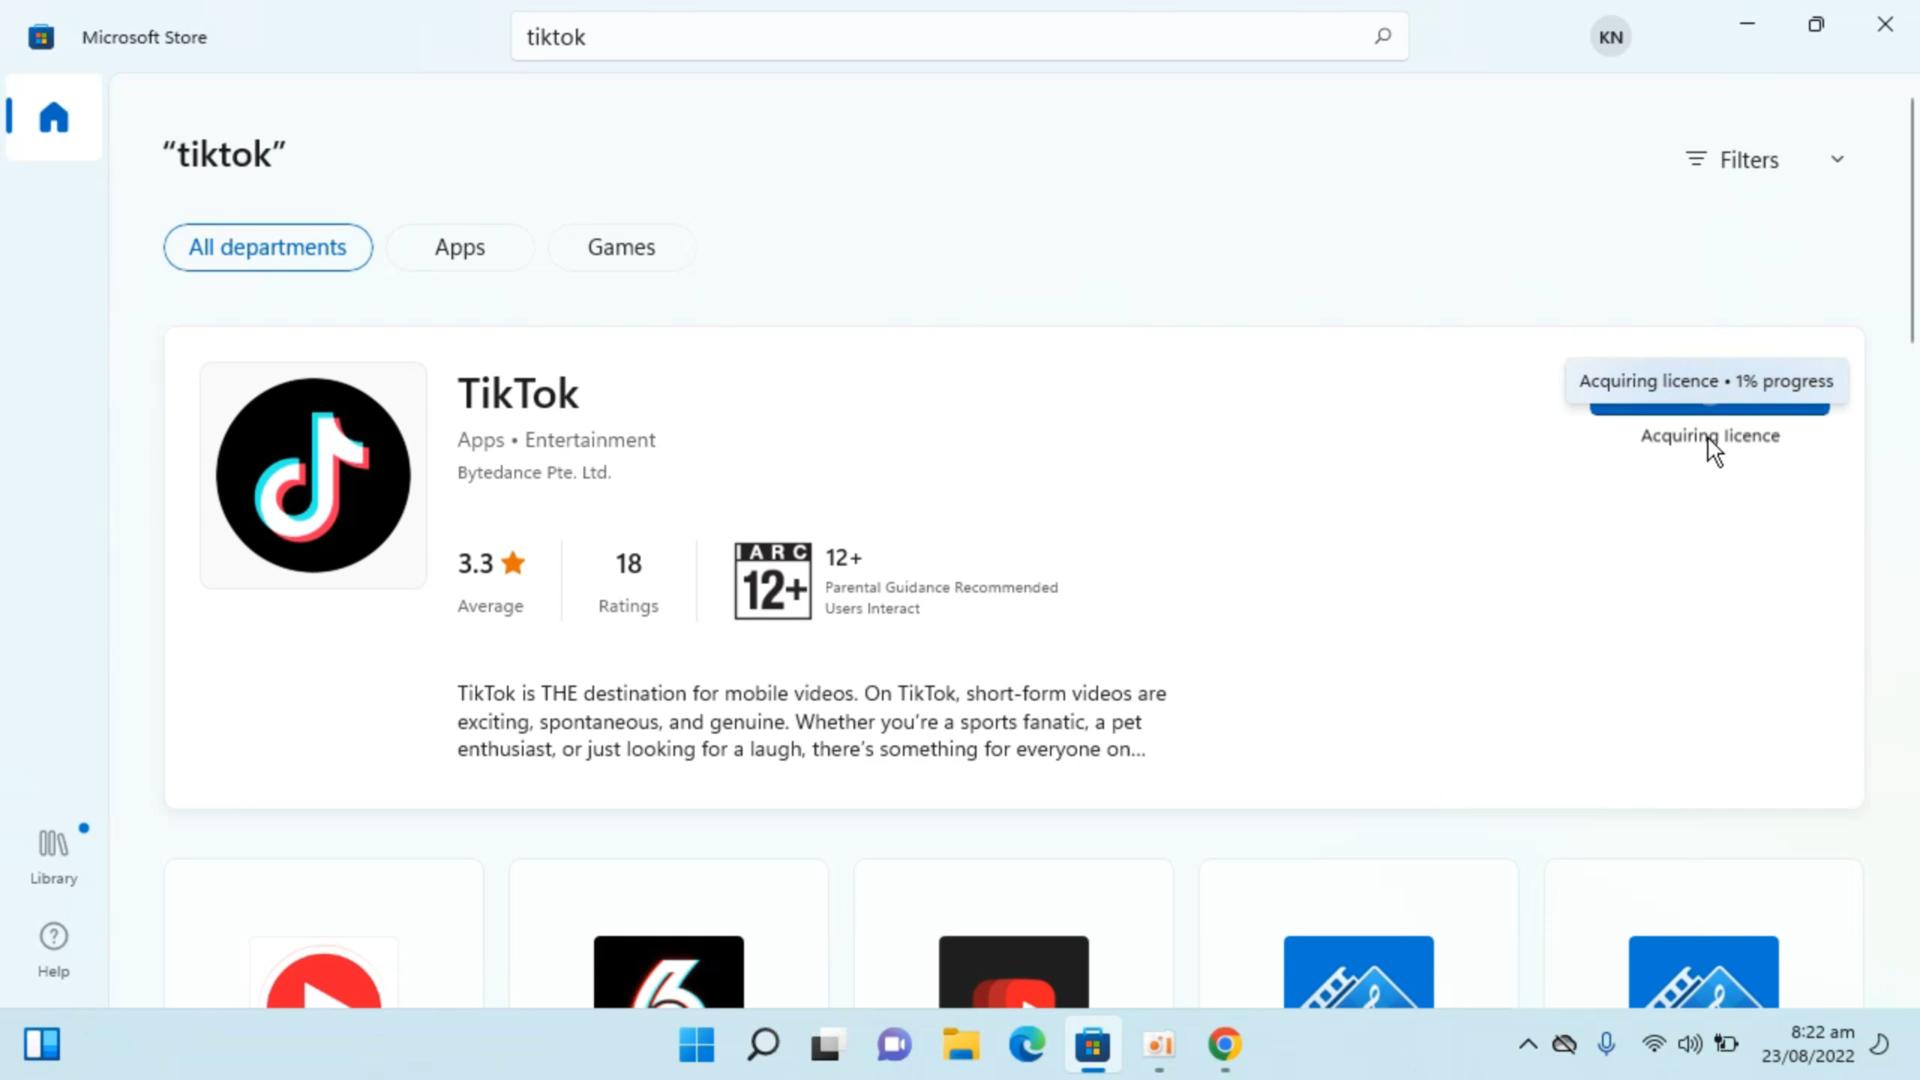 Microsoft Store
tiktok
KN
“tiktok”
Filters
All departments
Apps
Games
TikTok
Apps • Entertainment
Bytedance Pte. Ltd.
Acquiring licence • 1% progress
Acquiring licence
3.3
Average
18
Ratings
IARC
12+
12+
Parental Guidance Recommended
Users Interact
TikTok is THE destination for mobile videos. On TikTok, short-form videos are
exciting, spontaneous, and genuine. Whether you’re a sports fanatic, a pet
enthusiast, or just looking for a laugh, there’s something for everyone on...
Library
Help
8:22 am
23/08/2022